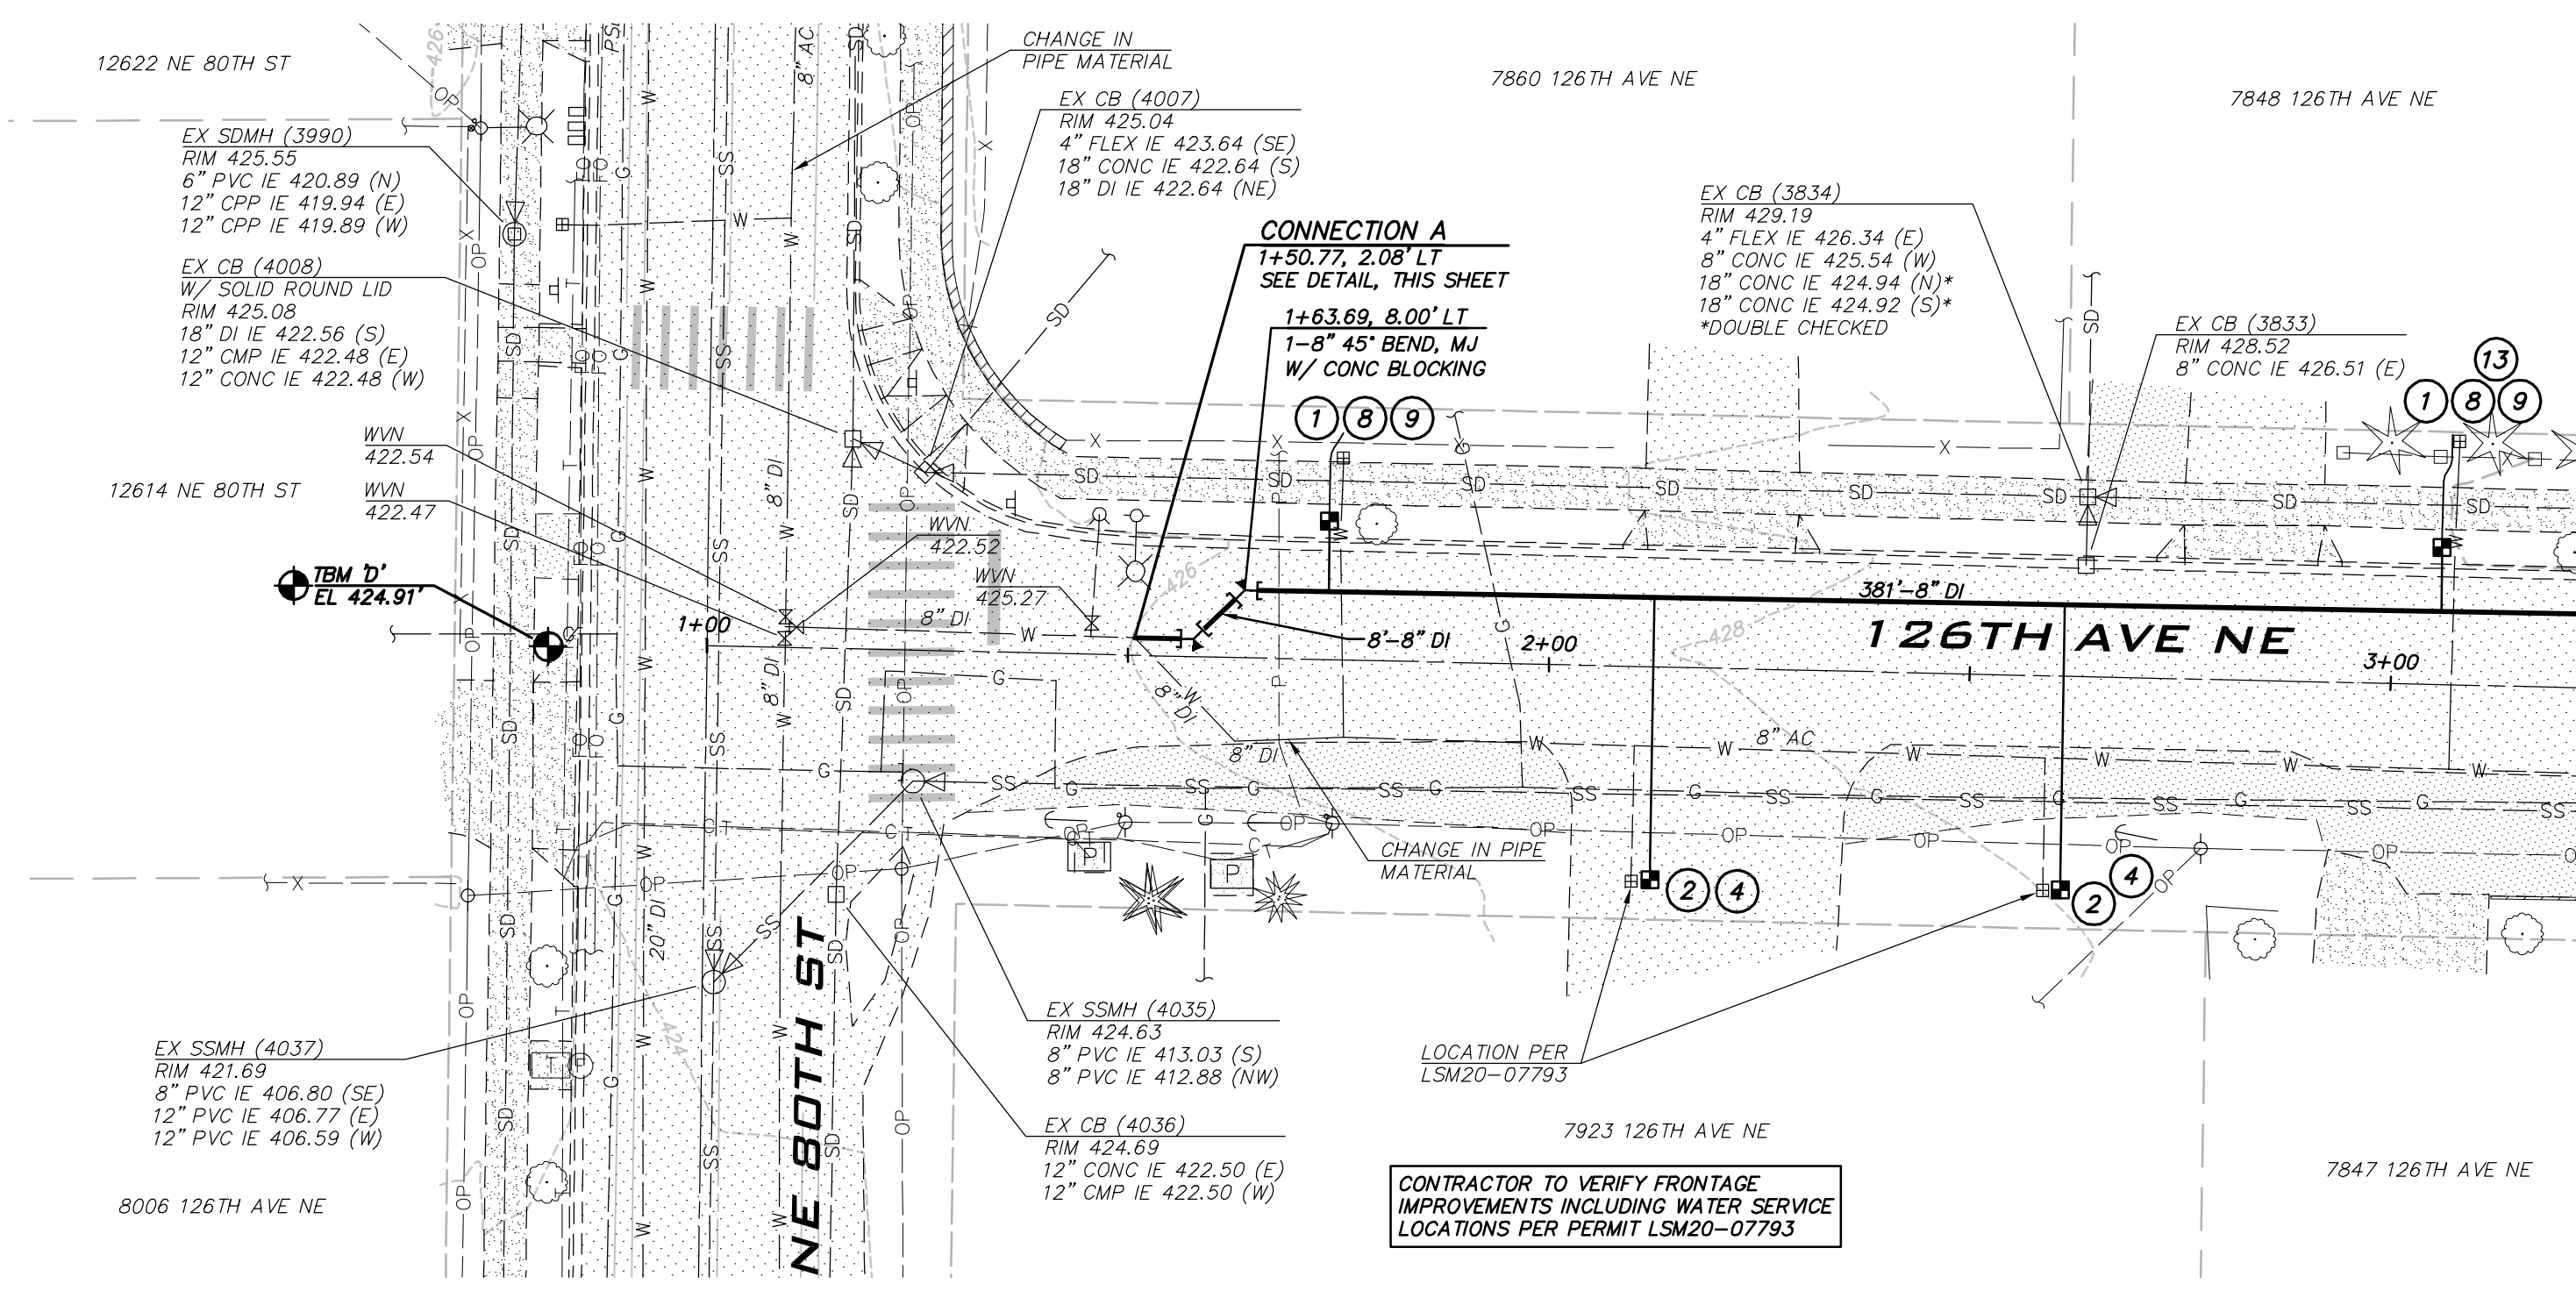 12622 NE 80TH ST
EX SDMH (3990)
RIM 425.55
6" PVC IE 420.89 (N)
12" CPP IE 419.94 (E)
12" CPP IE 419.89 (W)
EX CB (4008)
W/ SOLID ROUND LID
RIM 425.08
18" DI IE 422.56 (S)
12" CMP IE 422.48 (E)
12" CONC IE 422.48 (W)
WVN
422.54
12614 NE 80TH ST
WVN
422.47
TBM 'D'
EL 424.91'
EX SSMH (4037)
RIM 421.69
8" PVC IE 406.80 (SE)
12" PVC IE 406.77 (E)
12" PVC IE 406.59 (W)
8006 126TH AVE NE
426
8" AC
CHANGE IN
PIPE MATERIAL
EX CB (4007)
RIM 425.04
4" FLEX IE 423.64 (SE)
18" CONC IE 422.64 (S)
18" DI IE 422.64 (NE)
CONNECTION A
1+50.77, 2.08' LT
SEE DETAIL, THIS SHEET
1+63.69, 8.00' LT
1-8" 45° BEND, MJ
W/ CONC BLOCKING
1 8 9
7860 126TH AVE NE
7848 126TH AVE NE
EX CB (3834)
RIM 429.19
4" FLEX IE 426.34 (E)
8" CONC IE 425.54 (W)
18" CONC IE 424.94 (N)*
18" CONC IE 424.92 (S)*
*DOUBLE CHECKED
EX CB (3833)
RIM 428.52
8" CONC IE 426.51 (E)
13
1 8 9
8" DI
WVN
422.52
WVN
425.27
426
1+00
8" DI
8" DI
8'-8" DI
2+00
428
381'-8" DI
126TH AVE NE
3+00
8" DI
8" DI
8" AC
CHANGE IN PIPE
MATERIAL
2 4
2 4
20" DI
424
NE 80TH ST
EX SSMH (4035)
RIM 424.63
8" PVC IE 413.03 (S)
8" PVC IE 412.88 (NW)
EX CB (4036)
RIM 424.69
12" CONC IE 422.50 (E)
12" CMP IE 422.50 (W)
LOCATION PER
LSM20-07793
7923 126TH AVE NE
CONTRACTOR TO VERIFY FRONTAGE
IMPROVEMENTS INCLUDING WATER SERVICE
LOCATIONS PER PERMIT LSM20-07793
7847 126TH AVE NE